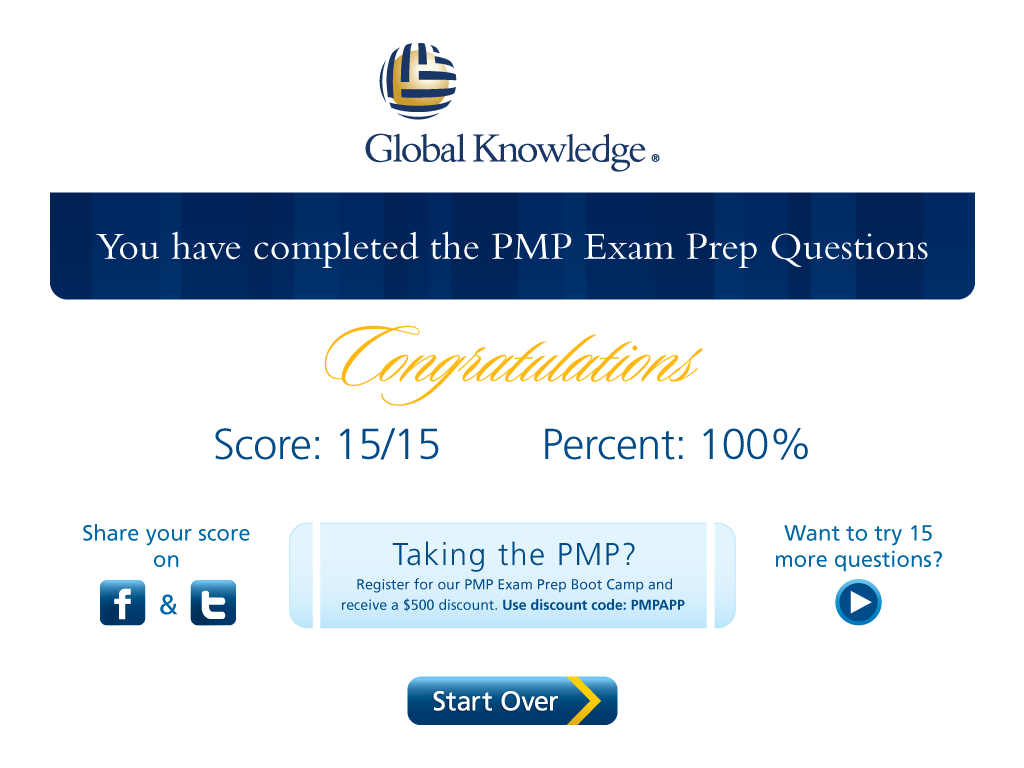 Global Knowledge ®
You have completed the PMP Exam Prep Questions
Congratulations
Score: 15/15 Percent: 100%
Share your score
on
f & t
Taking the PMP?
Register for our PMP Exam Prep Boot Camp and
receive a $500 discount. Use discount code: PMPAPP
Want to try 15
more questions?
Start Over